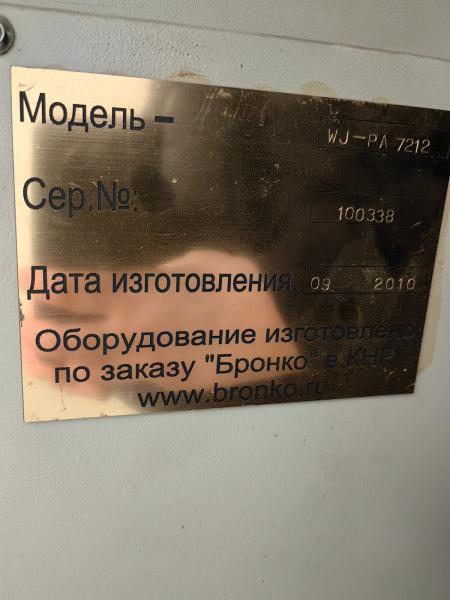 Модель – WJ-PA 7212
Сер.№: 100338
Дата изготовления: 09 2010
Оборудование изготовлено
по заказу "Бронко" в КНР
www.bronko.ru